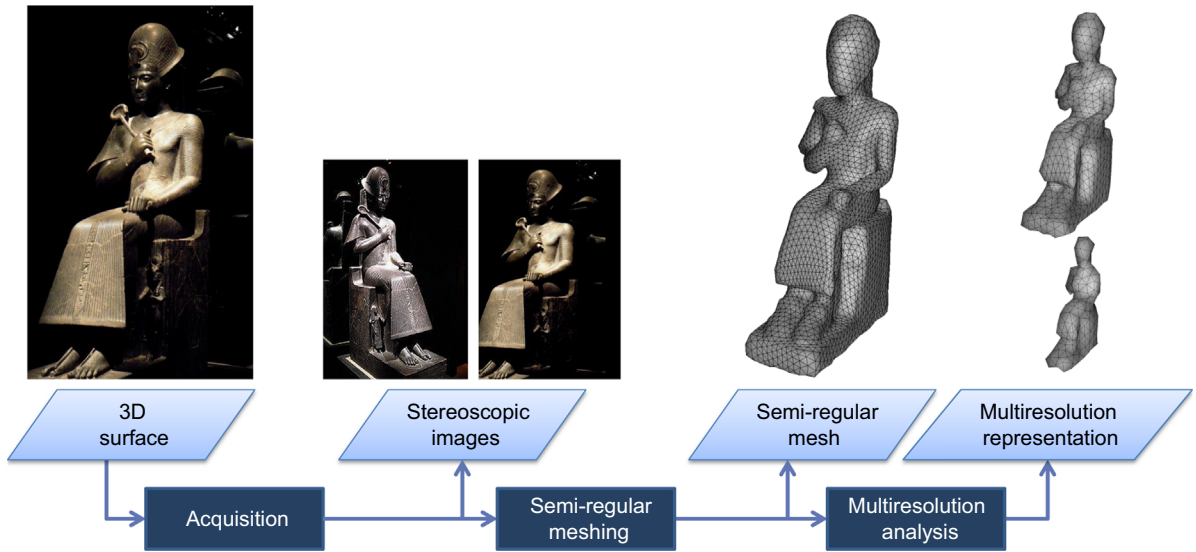 3D
surface
Stereoscopic
images
Semi-regular
mesh
Multiresolution
representation
Acquisition
Semi-regular
meshing
Multiresolution
analysis